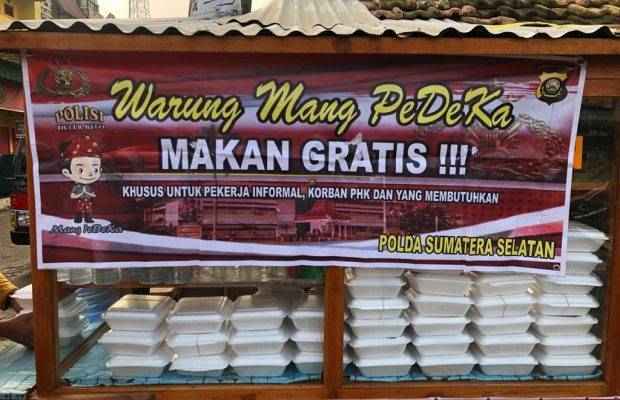 Warung Mang PeDeKa
POLISI
MAKAN GRATIS !!!
KHUSUS UNTUK PEKERJA INFORMAL, KORBAN PHK DAN YANG MEMBUTUHKAN
Mang PeDeKa
POLDA SUMATERA SELATAN